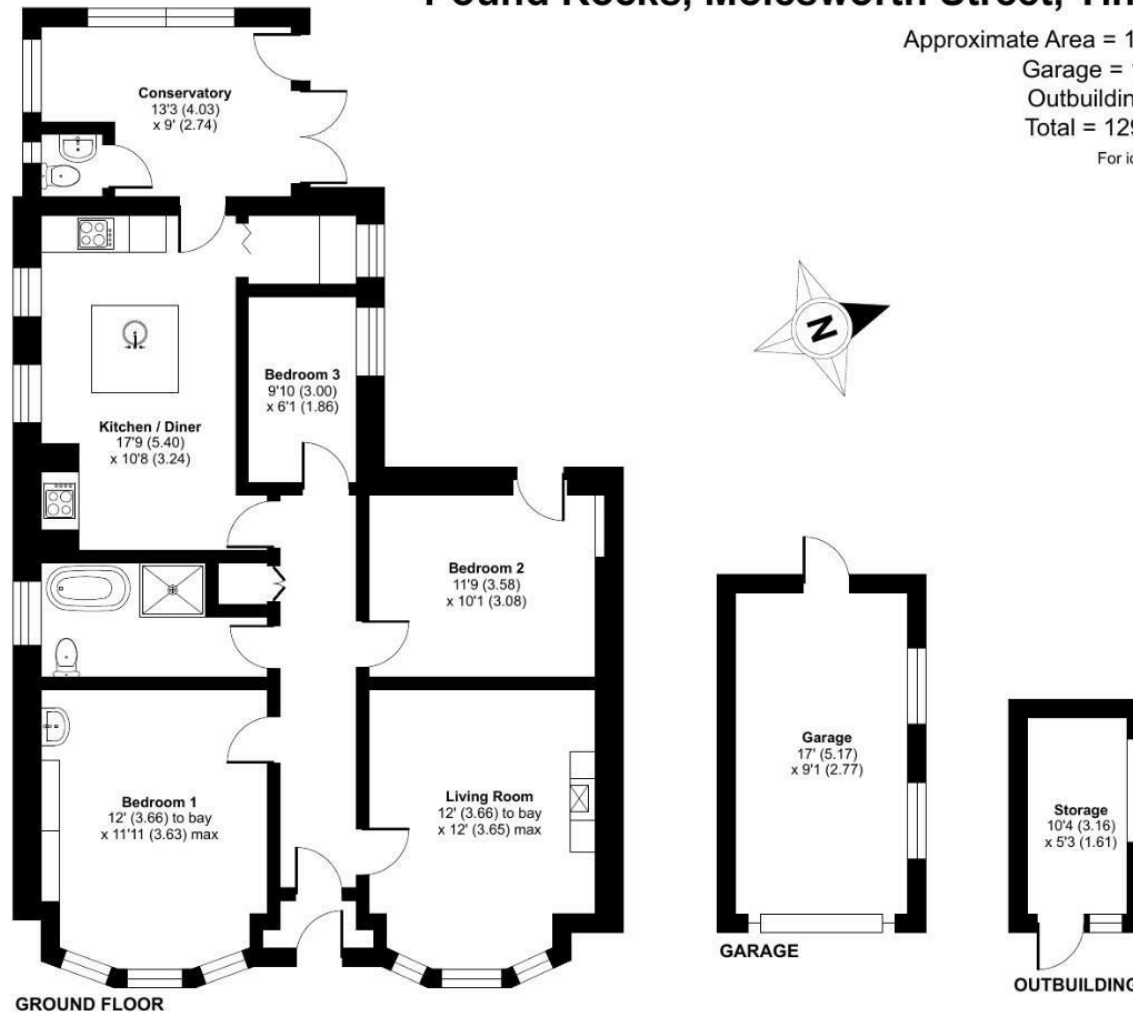 Approximate Area = 1
Garage =
Outbuildin
Total = 129
For
Conservatory
13'3 (4.03)
x 9' (2.74)
Bedroom 3
9'10 (3.00)
x 6'1 (1.86)
N
Kitchen / Diner
17'9 (5.40)
x 10'8 (3.24)
Bedroom 2
11'9 (3.58)
x 10'1 (3.08)
Garage
17' (5.17)
x 9'1 (2.77)
Bedroom 1
12' (3.66) to bay
x 11'11 (3.63) max
Living Room
12' (3.66) to bay
x 12' (3.65) max
Storage
10'4 (3.16)
x 5'3 (1.61)
GARAGE
OUTBUILDING
GROUND FLOOR